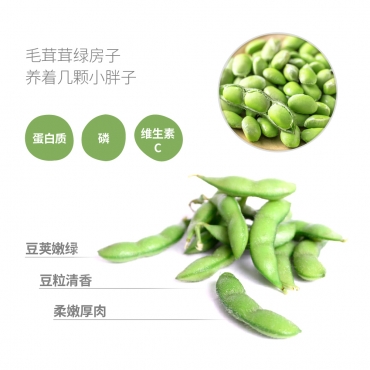 毛茸茸绿房子
养着几颗小胖子
蛋白质
磷
维生素
C
豆荚嫩绿
豆粒清香
柔嫩厚肉